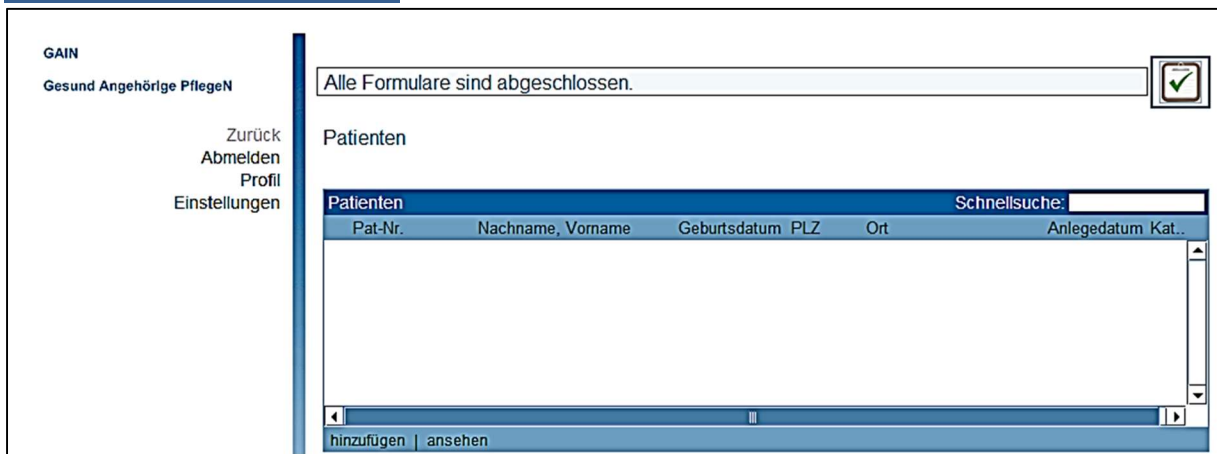 GAIN
Gesund Angehörige PflegeN
Zurück
Abmelden
Profil
Einstellungen
Alle Formulare sind abgeschlossen.
Patienten
Patienten Schnellsuche:
Pat-Nr. Nachname, Vorname Geburtsdatum PLZ Ort Anlegedatum Kat..
hinzufügen | ansehen